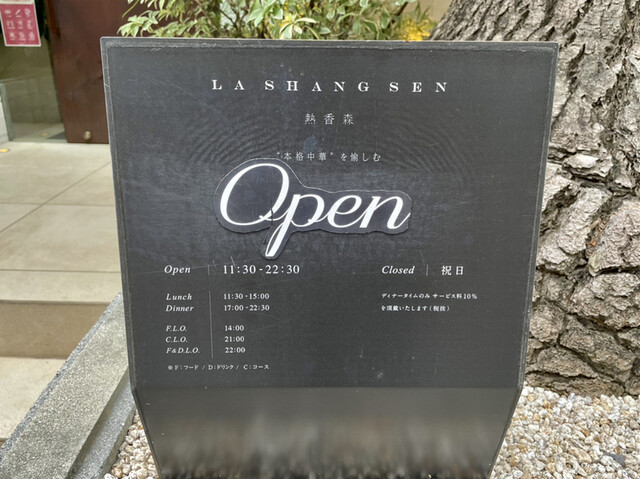 LA SHANG SEN
熱香森
"本格中華"を愉しむ
Open
Open 11:30-22:30
Closed 祝日
Lunch 11:30-15:00
Dinner 17:00-22:30
ディナータイムのみ サービス料10%
を頂戴いたします(税抜)
F.L.O. 14:00
C.L.O. 21:00
F&D.L.O. 22:00
※F:フード / D:ドリンク / C:コース